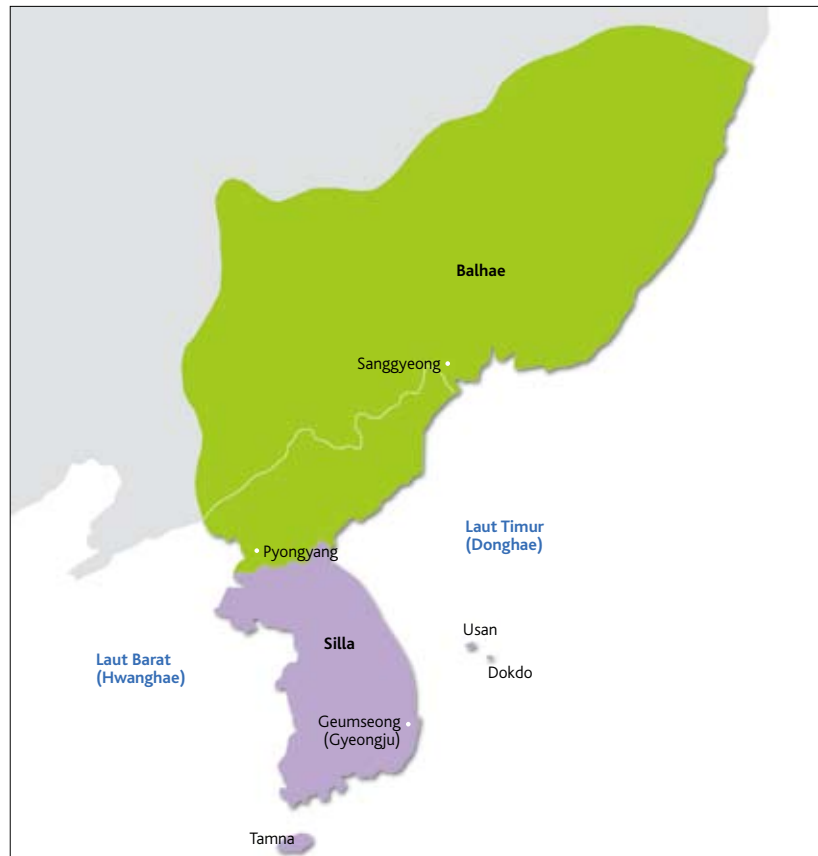 Balhae
Sanggyeong
Laut Timur
(Donghae)
Pyongyang
Usan
Silla
Laut Barat
(Hwanghae)
Dokdo
Geumseong
(Gyeongju)
Tamna